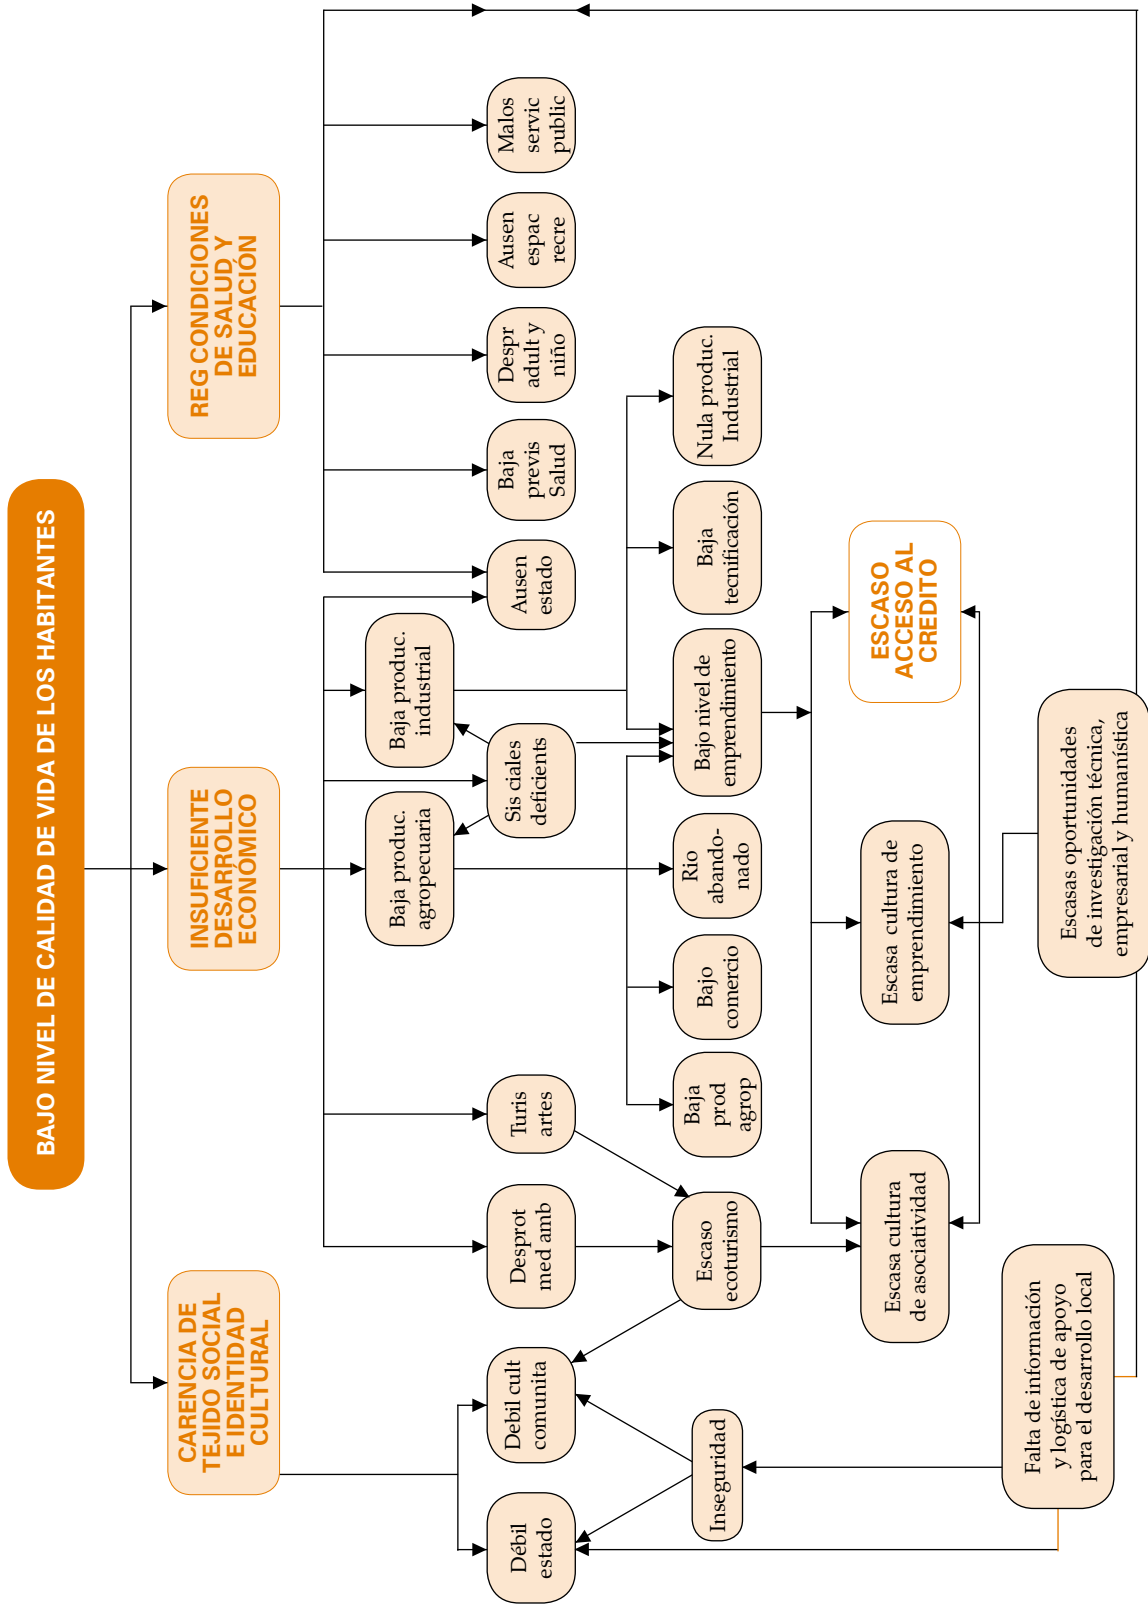 BAJO NIVEL DE CALIDAD DE VIDA DE LOS HABITANTES
CARENCIA DE
TEJIDO SOCIAL
E IDENTIDAD
CULTURAL
INSUFICIENTE
DESARROLLO
ECONÓMICO
REG CONDICIONES
DE SALUD Y
EDUCACIÓN
Baja produc.
agropecuaria
Baja produc.
industrial
Débil
estado
Debil cult
comunita
Desprot
med amb
Turis
artes
Sis ciales
deficients
Ausen
estado
Baja
previs
Salud
Despr
adult y
niño
Ausen
espac
recre
Malos
servic
public
Inseguridad
Escaso
ecoturismo
Baja
prod
agrop
Bajo
comercio
Rio
abando-
nado
Bajo nivel de
emprendimiento
Baja
tecnificación
Nula produc.
Industrial
Escasa cultura
de asociatividad
Escasa cultura de
emprendimiento
ESCASO
ACCESO AL
CREDITO
Falta de información
y logística de apoyo
para el desarrollo local
Escasas oportunidades
de investigación técnica,
empresarial y humanística